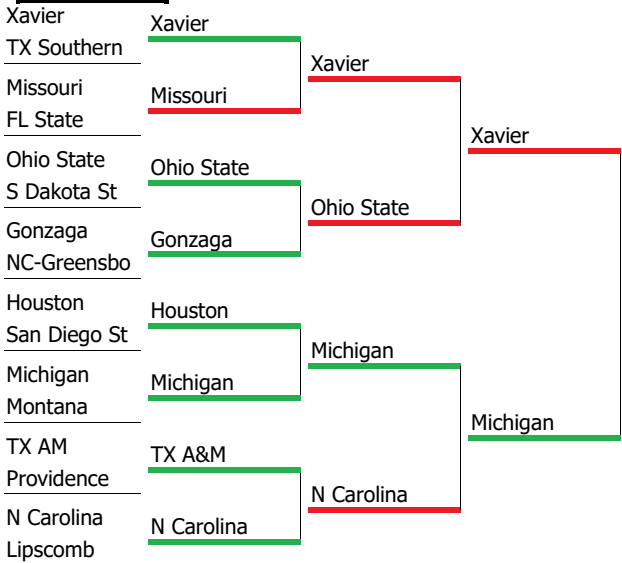 Xavier
TX Southern
Missouri
FL State
Ohio State
S Dakota St
Gonzaga
NC-Greensbo
Houston
San Diego St
Michigan
Montana
TX AM
Providence
N Carolina
Lipscomb
Xavier
Missouri
Ohio State
Gonzaga
Houston
Michigan
TX A&M
N Carolina
Xavier
Ohio State
Michigan
N Carolina
Xavier
Michigan